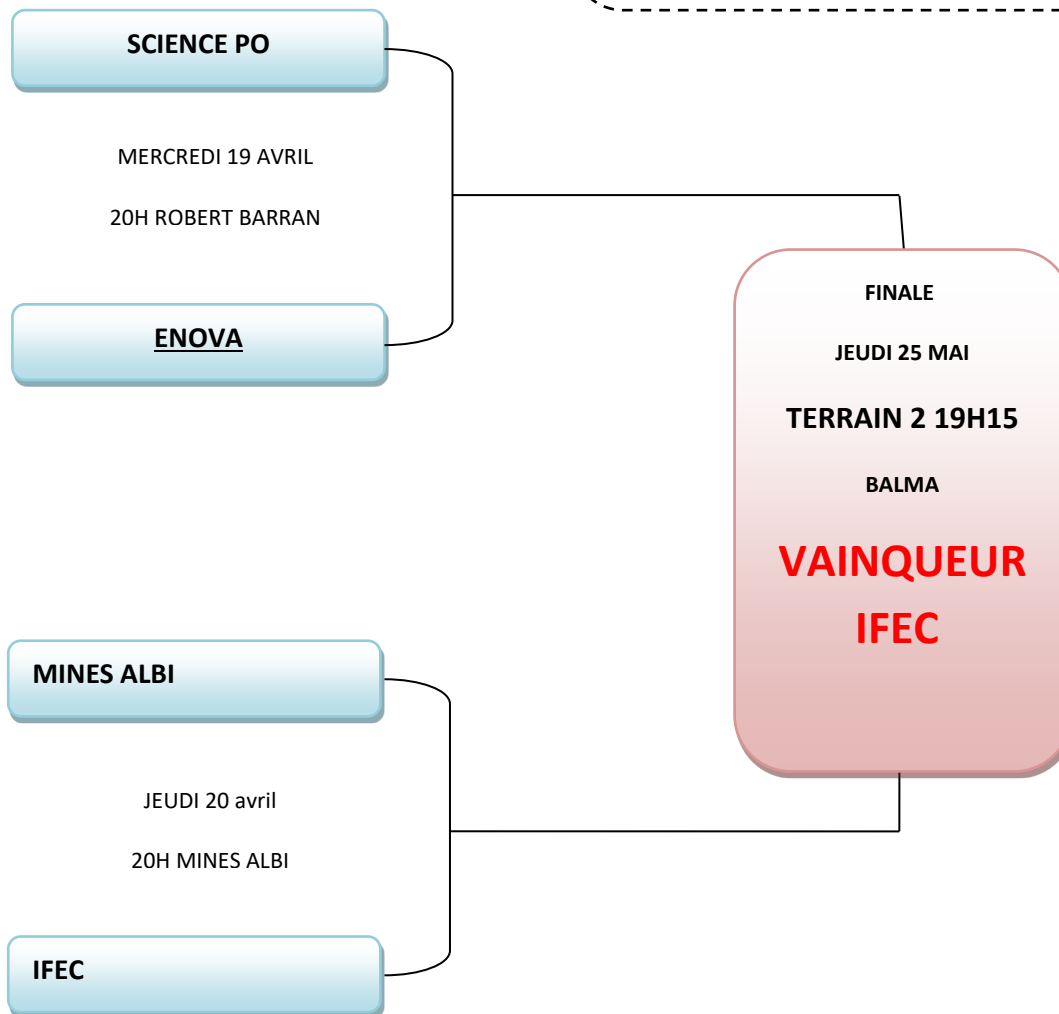 SCIENCE PO
MERCREDI 19 AVRIL
20H ROBERT BARRAN
ENOVA
FINALE
JEUDI 25 MAI
TERRAIN 2 19H15
BALMA
VAINQUEUR
IFEC
MINES ALBI
JEUDI 20 avril
20H MINES ALBI
IFEC